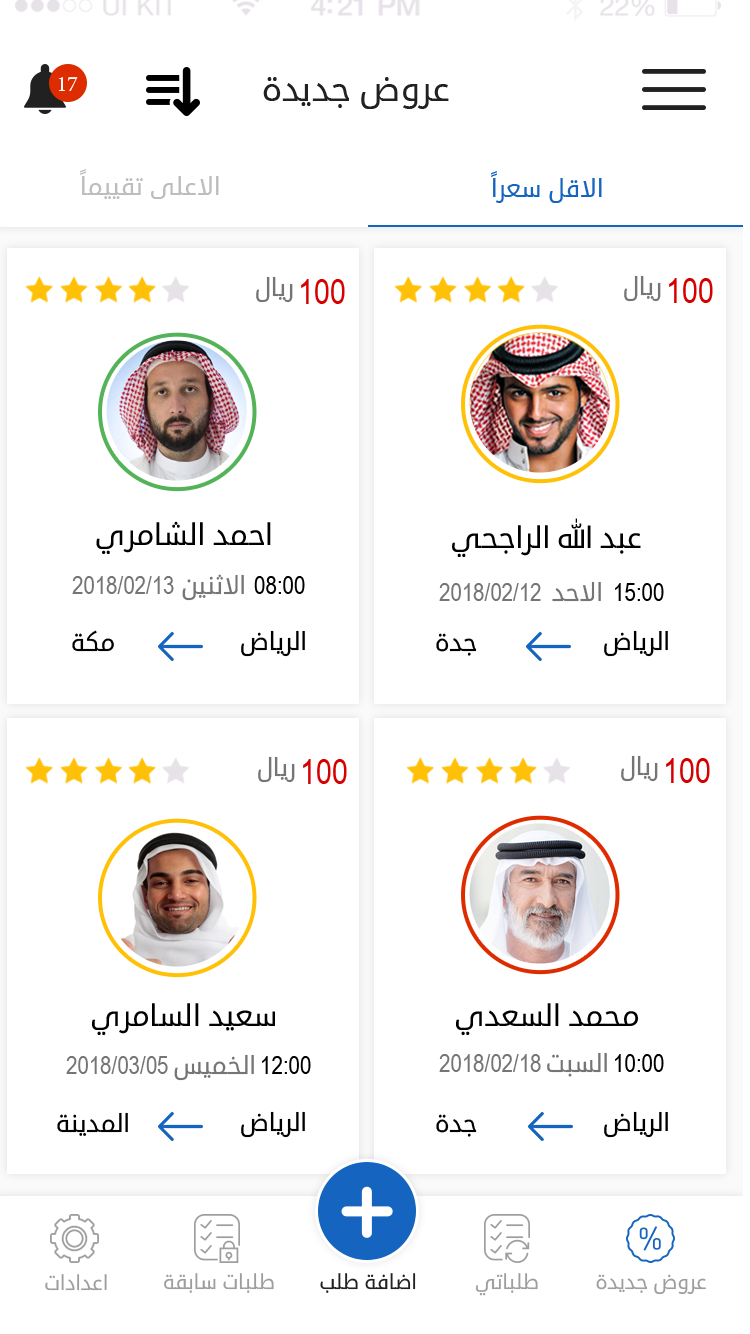 UI KIT 4:21 PM 22%
عروض جديدة
17
الاقل سعراً
الاعلى تقييماً
100 ريال
عبد الله الراجحي
15:00 الاحد 2018/02/12
الرياض
جدة
100 ريال
احمد الشامري
08:00 الاثنين 2018/02/13
الرياض
مكة
100 ريال
محمد السعدي
10:00 السبت 2018/02/18
الرياض
جدة
100 ريال
سعيد السامري
12:00 الخميس 2018/03/05
الرياض
المدينة
عروض جديدة
%
طلباتي
اضافة طلب
طلبات سابقة
اعدادات